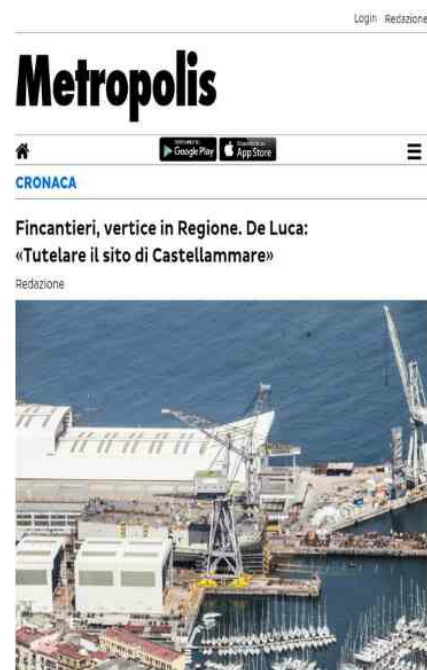 Login Redazione
Metropolis
Google Play
App Store
CRONACA
Fincantieri, vertice in Regione. De Luca:
«Tutelare il sito di Castellammare»
Redazione